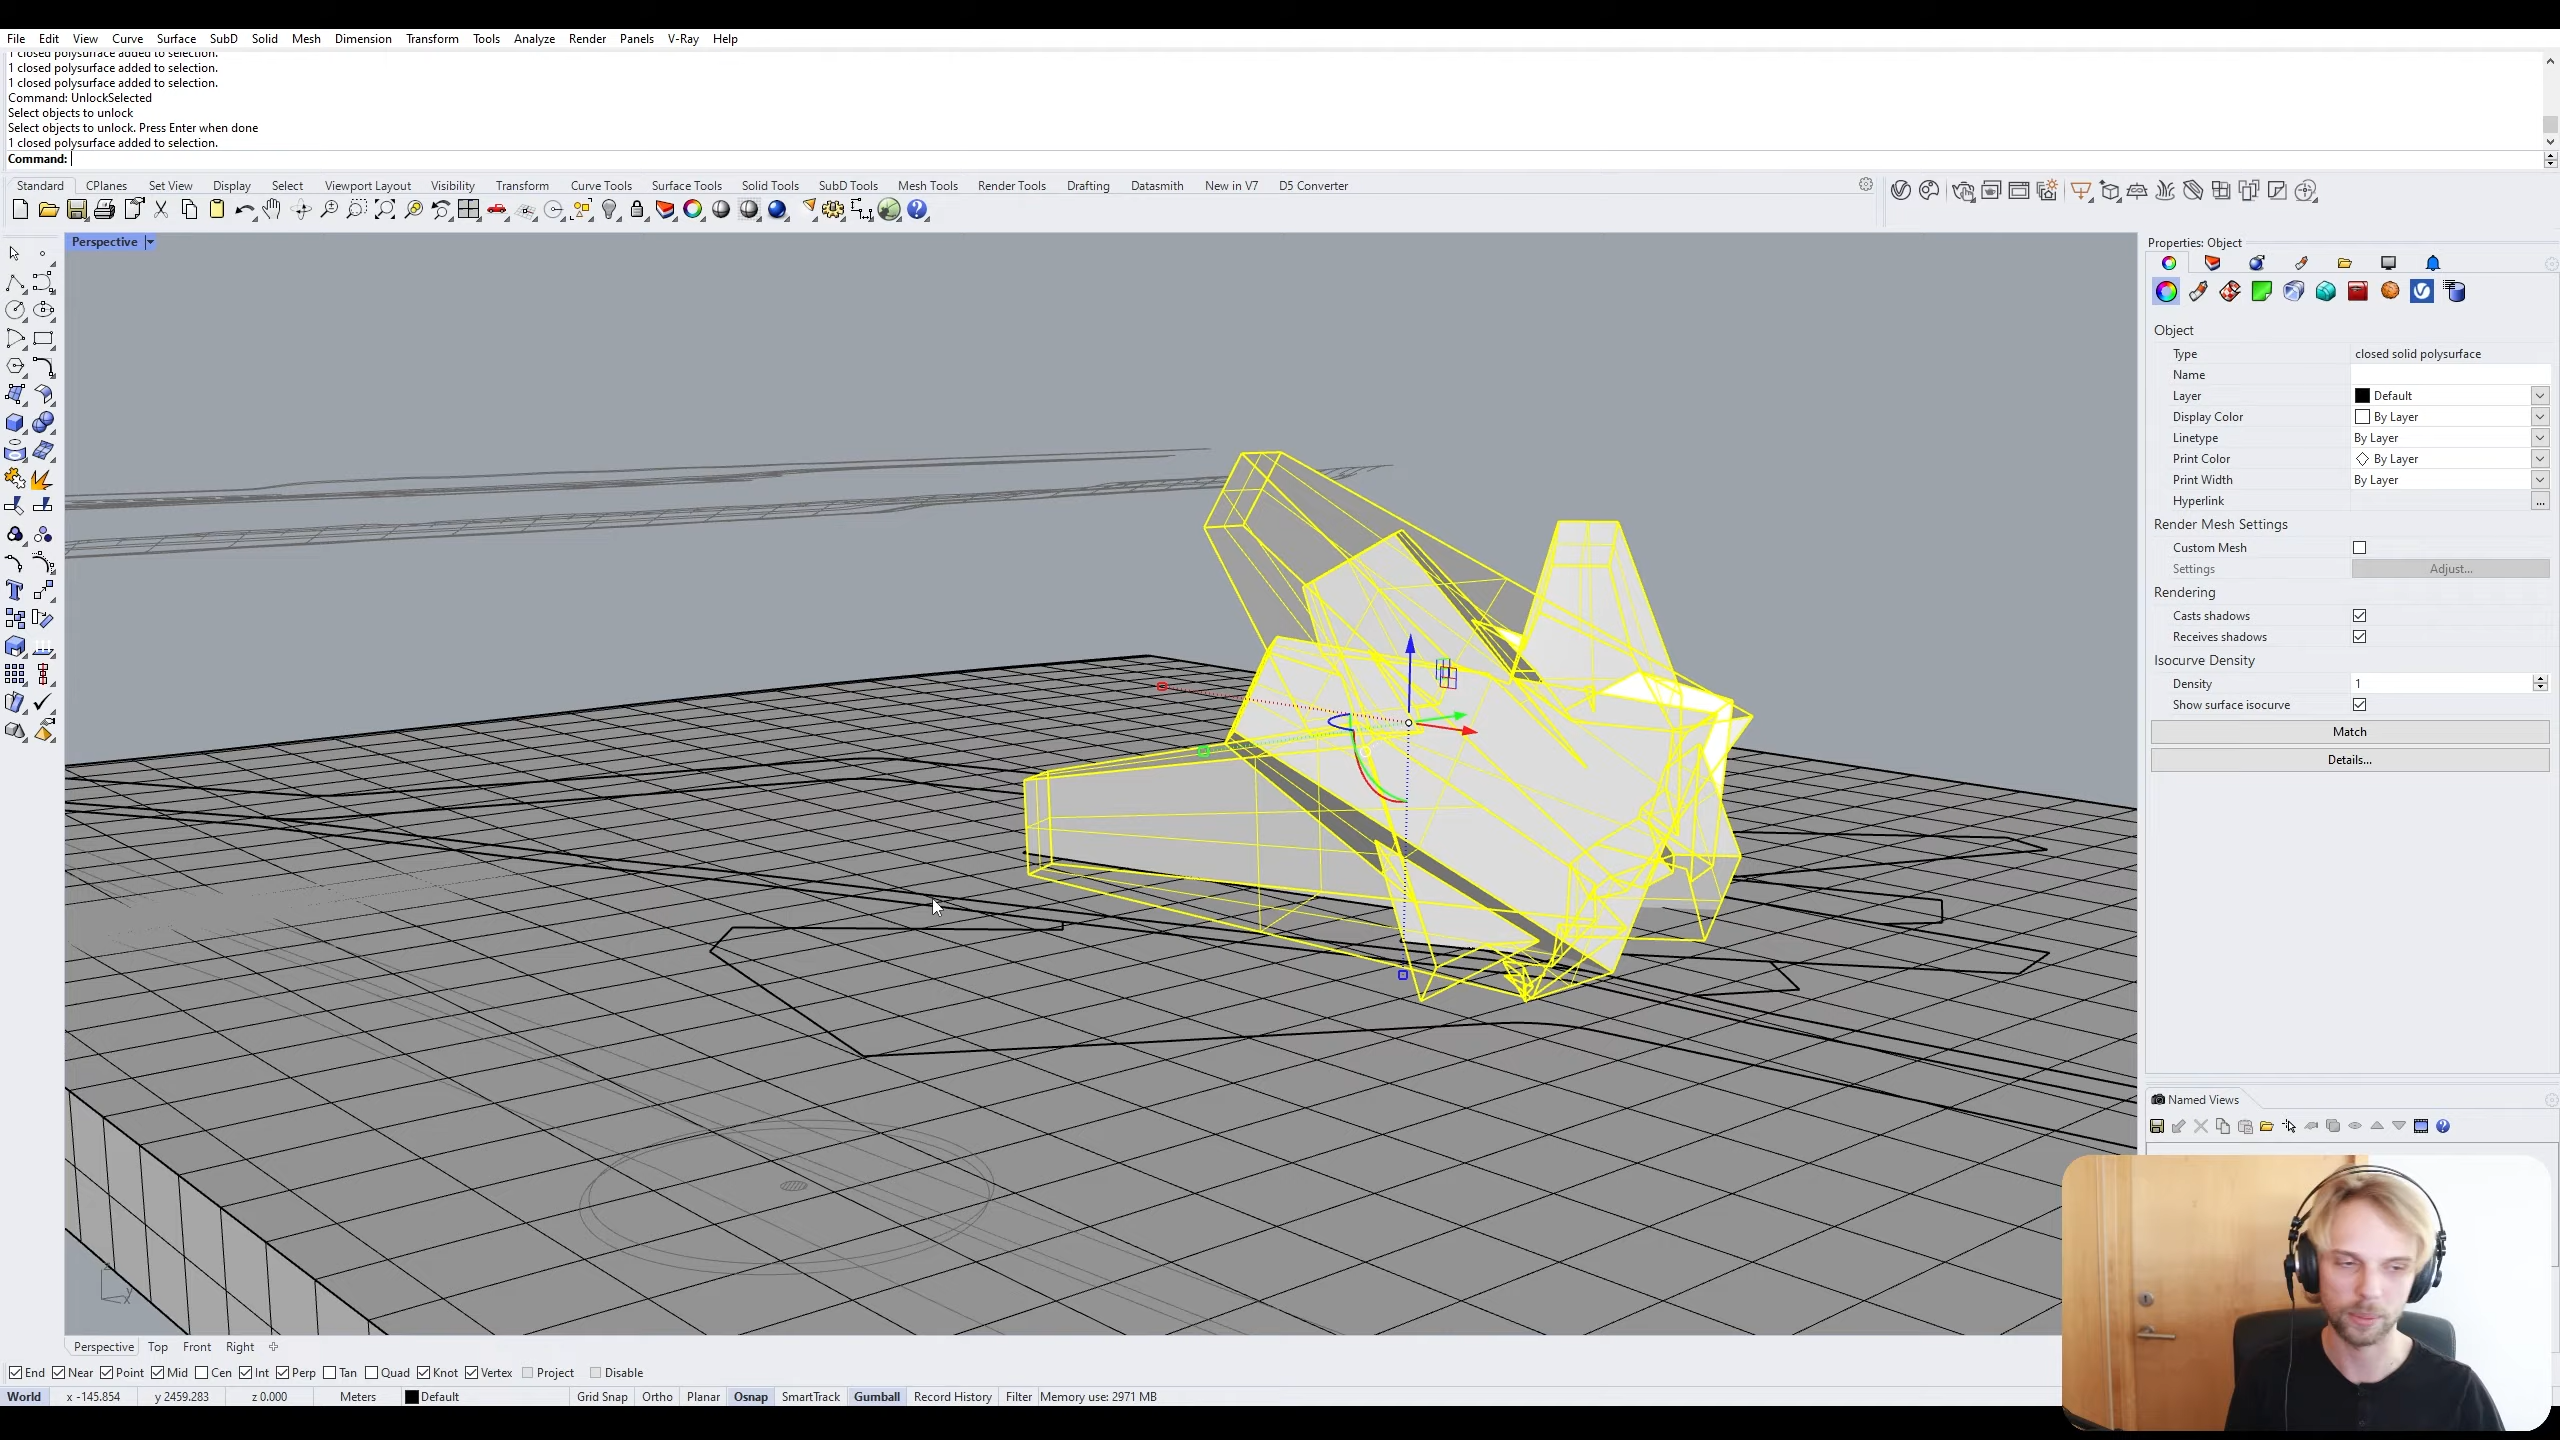 File Edit View Curve Surface SubD Solid Mesh Dimension Transform Tools Analyze Render Panels V-Ray Help
1 closed polysurface added to selection.
1 closed polysurface added to selection.
1 closed polysurface added to selection.
Command: UnlockSelected
Select objects to unlock
Select objects to unlock. Press Enter when done
1 closed polysurface added to selection.
Command:
Standard CPlanes Set View Display Select Viewport Layout Visibility Transform Curve Tools Surface Tools Solid Tools SubD Tools Mesh Tools Render Tools Drafting Datasmith New in V7 D5 Converter
Perspective
Properties: Object
Object
Type closed solid polysurface
Name
Layer Default
Display Color By Layer
Linetype By Layer
Print Color By Layer
Print Width By Layer
Hyperlink ...
Render Mesh Settings
Custom Mesh
Settings Adjust...
Rendering
Casts shadows
Receives shadows
Isocurve Density
Density 1
Show surface isocurve
Match
Details...
Named Views
Perspective Top Front Right
End Near Point Mid Cen Int Perp Tan Quad Knot Vertex Project Disable
World x -145.854 y 2459.283 z 0.000 Meters Default Grid Snap Ortho Planar Osnap SmartTrack Gumball Record History Filter Memory use: 2971 MB